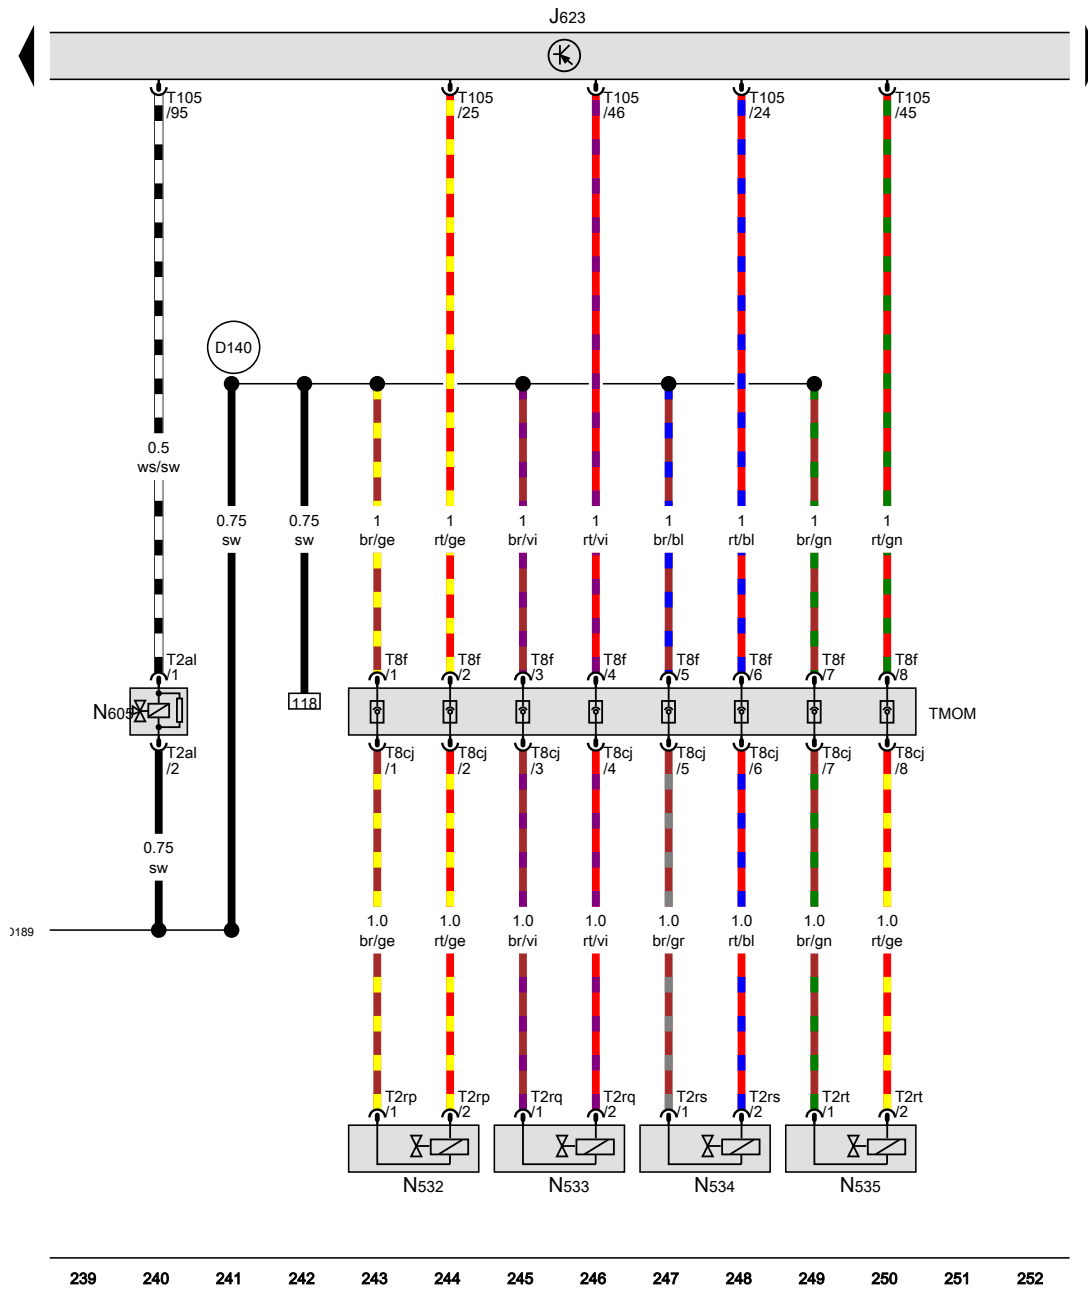 J623
T105 T105 T105 T105 T105
/95 /25 /46 /24 /45
D140
0.5
ws/sw
0.75 0.75 1 1 1 1 1 1 1 1
sw sw br/ge rt/ge br/vi rt/vi br/bl rt/bl br/gn rt/gn
T2al T8f T8f T8f T8f T8f T8f T8f T8f
/1 /1 /2 /3 /4 /5 /6 /7 /8
N605 118 TMOM
T2al T8cj T8cj T8cj T8cj T8cj T8cj T8cj T8cj
/2 /1 /2 /3 /4 /5 /6 /7 /8
0.75
sw
1.0 1.0 1.0 1.0 1.0 1.0 1.0 1.0
189 br/ge rt/ge br/vi rt/vi br/gr rt/bl br/gn rt/ge
T2rp T2rp T2rq T2rq T2rs T2rs T2rt T2rt
/1 /2 /1 /2 /1 /2 /1 /2
N532 N533 N534 N535
239 240 241 242 243 244 245 246 247 248 249 250 251 252